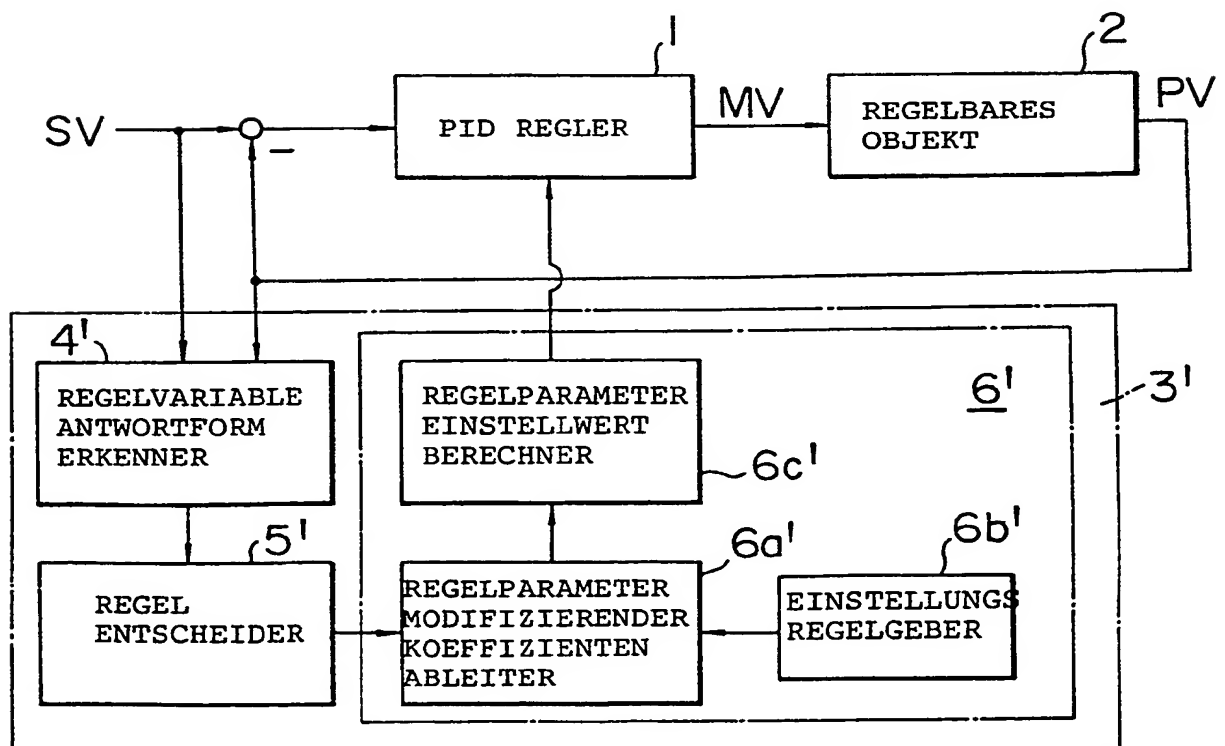 1
2
SV
−
PID REGLER
MV
REGELBARES
OBJEKT
PV
4'
REGELVARIABLE
ANTWORTFORM
ERKENNER
REGELPARAMETER
EINSTELLWERT
BERECHNER
6'
3'
6c'
5'
REGEL
ENTSCHEIDER
6a'
REGELPARAMETER
MODIFIZIERENDER
KOEFFIZIENTEN
ABLEITER
6b'
EINSTELLUNGS
REGELGEBER